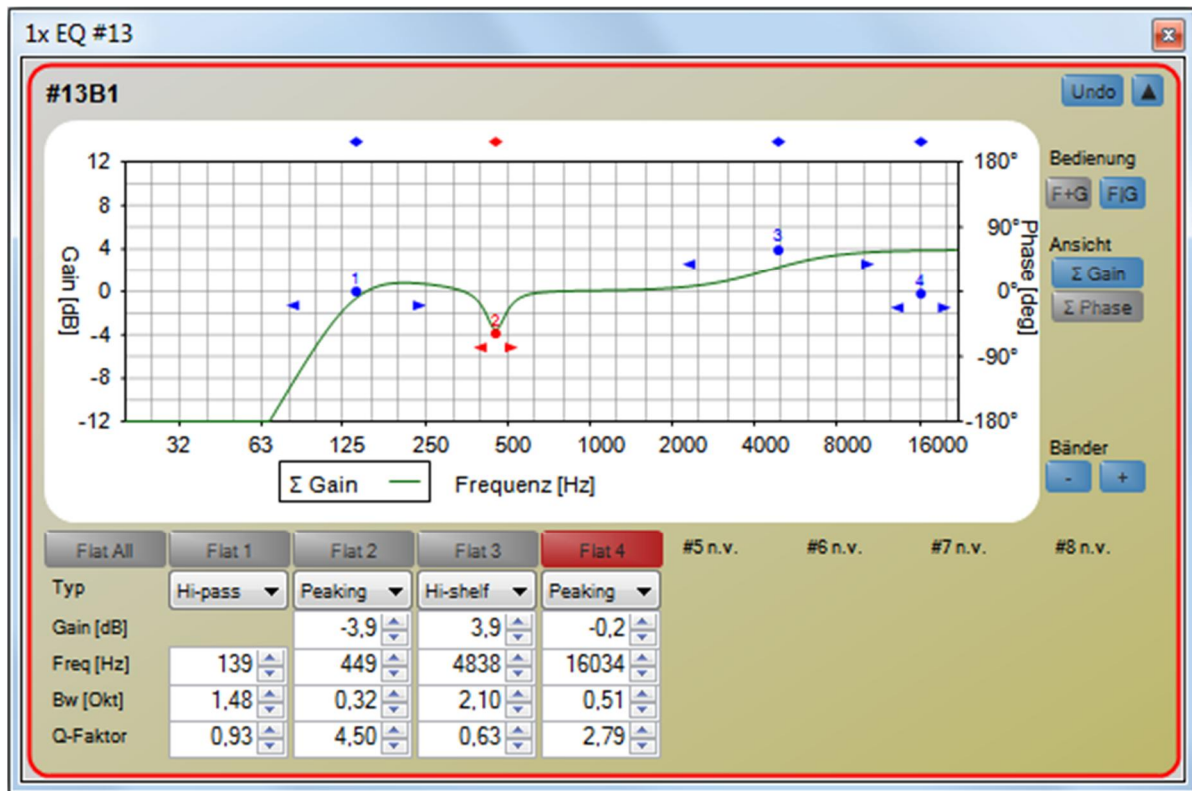 1x EQ #13
#13B1
Undo ▲
Bedienung
F+G F|G
Ansicht
Σ Gain
Σ Phase
Bänder
- +
Gain [dB]
12
8
4
0
-4
-8
-12
1
2
3
4
180°
90°
0°
-90°
-180°
Phase [deg]
32 63 125 250 500 1000 2000 4000 8000 16000
Σ Gain Frequenz [Hz]
Flat All Flat 1 Flat 2 Flat 3 Flat 4 #5 n.v. #6 n.v. #7 n.v. #8 n.v.
Typ Hi-pass Peaking Hi-shelf Peaking
Gain [dB] -3,9 3,9 -0,2
Freq [Hz] 139 449 4838 16034
Bw [Okt] 1,48 0,32 2,10 0,51
Q-Faktor 0,93 4,50 0,63 2,79